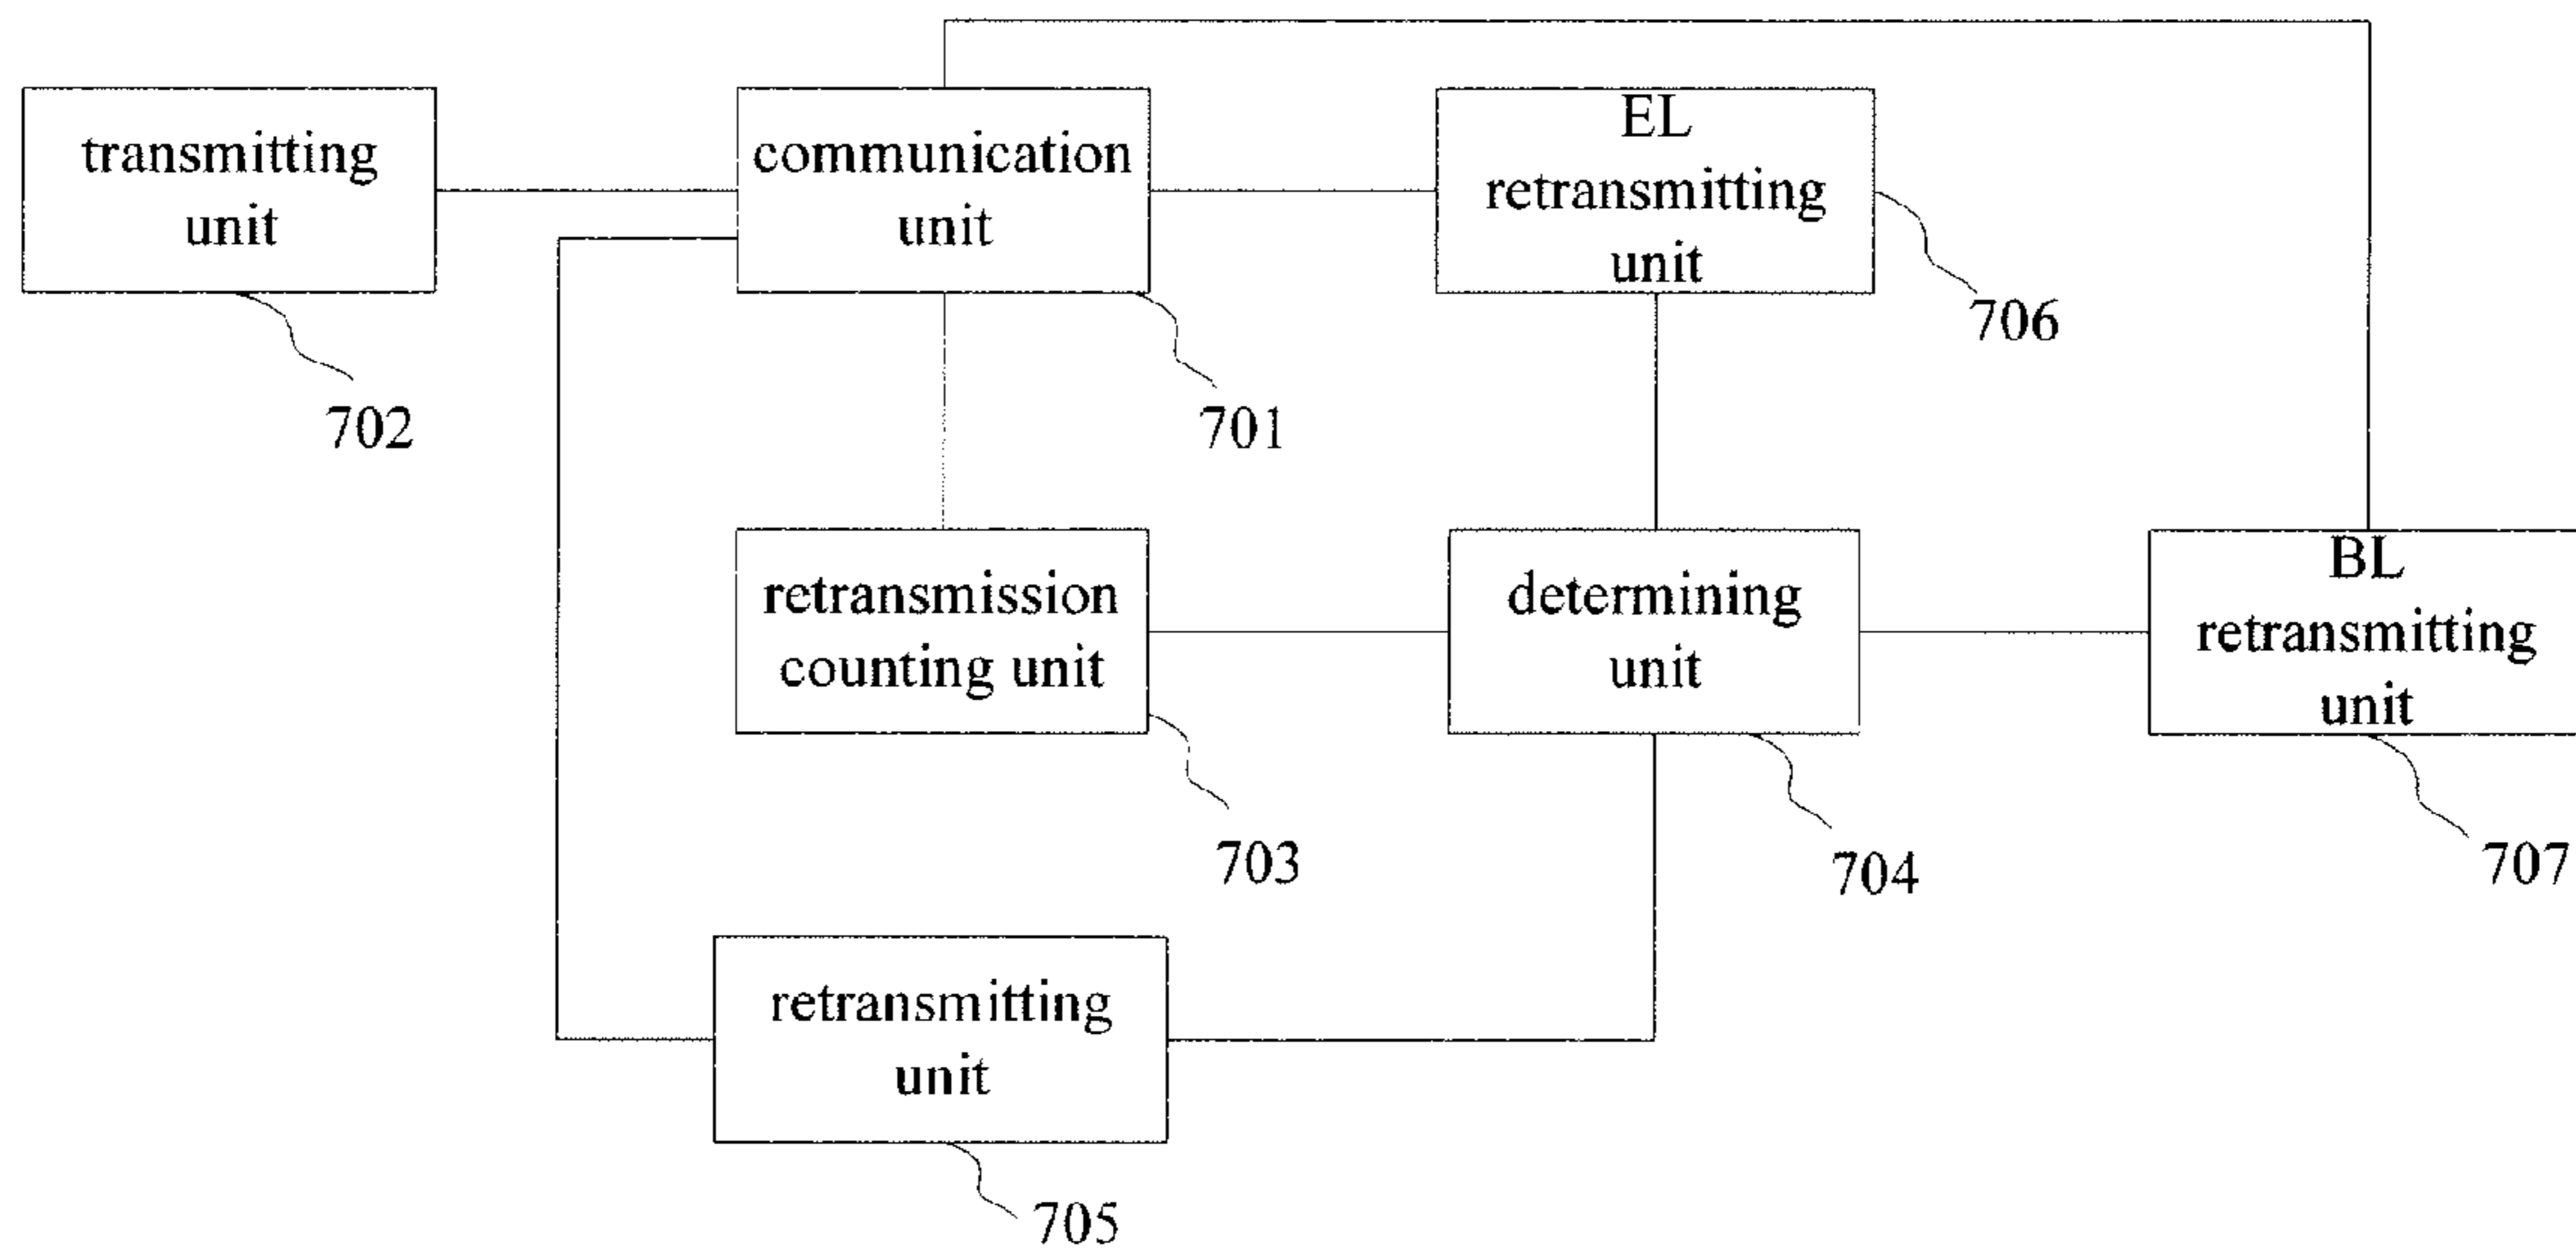 transmitting
unit
702
communication
unit
701
EL
retransmitting
unit
706
retransmission
counting unit
703
determining
unit
704
BL
retransmitting
unit
707
retransmitting
unit
705